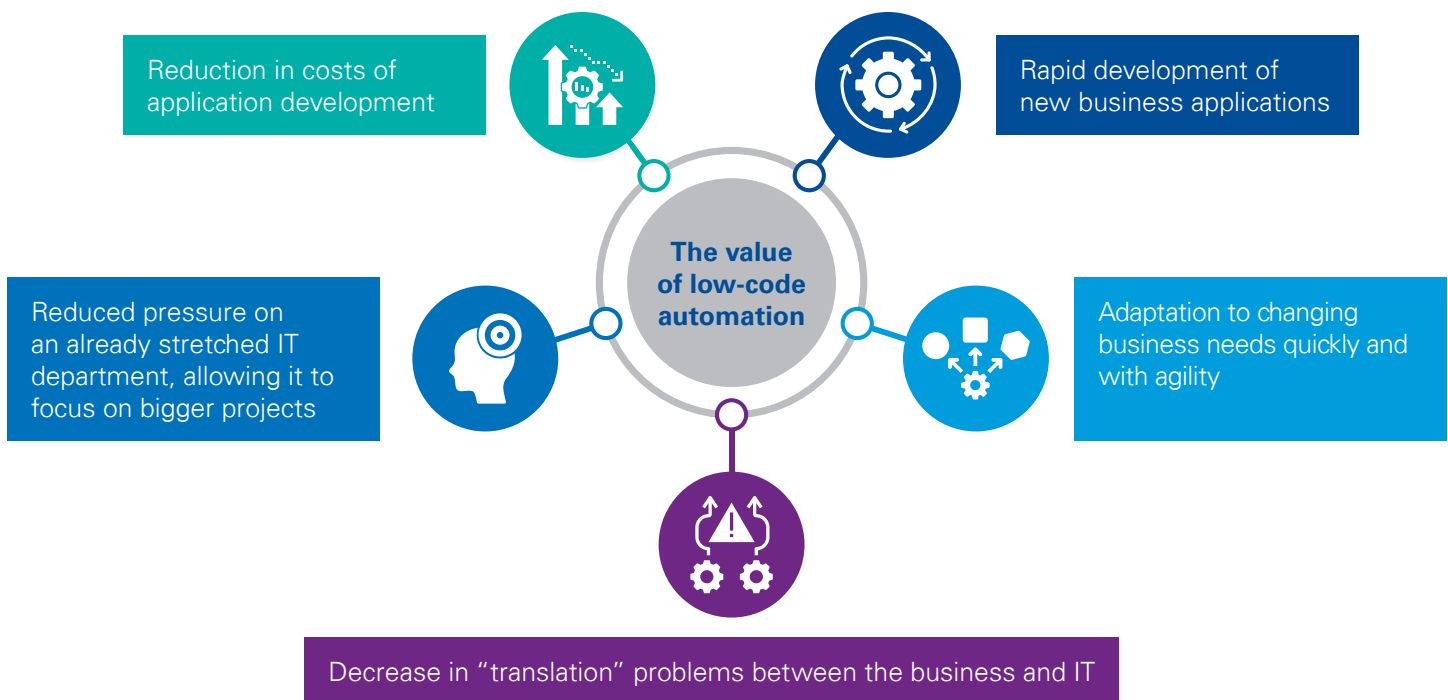 Reduction in costs of
application development
Rapid development of
new business applications
The value
of low-code
automation
Reduced pressure on
an already stretched IT
department, allowing it to
focus on bigger projects
Adaptation to changing
business needs quickly and
with agility
Decrease in “translation” problems between the business and IT